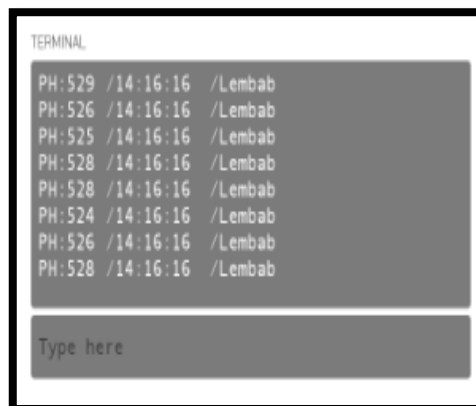 TERMINAL
PH:529 /14:16:16 /Lembab
PH:526 /14:16:16 /Lembab
PH:525 /14:16:16 /Lembab
PH:528 /14:16:16 /Lembab
PH:528 /14:16:16 /Lembab
PH:524 /14:16:16 /Lembab
PH:526 /14:16:16 /Lembab
PH:528 /14:16:16 /Lembab
Type here